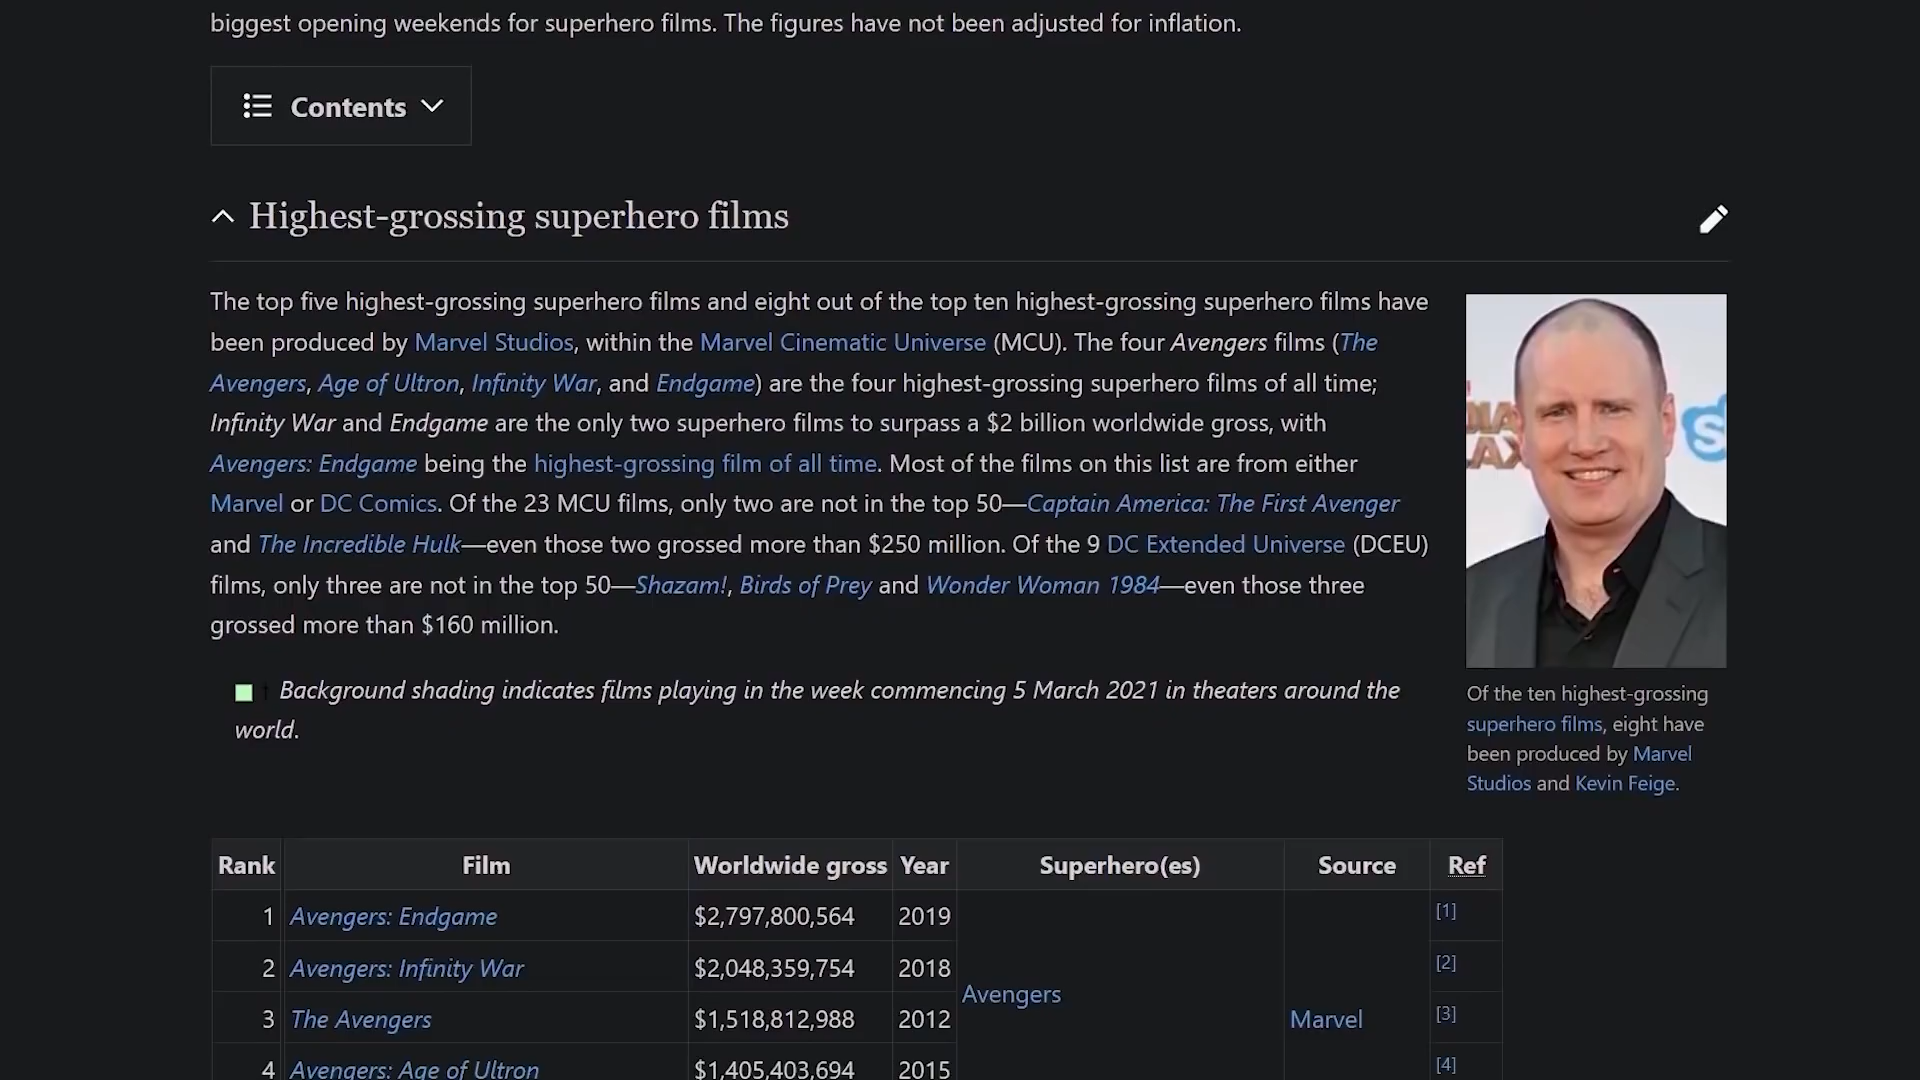 biggest opening weekends for superhero films. The figures have not been adjusted for inflation.
Contents
Highest-grossing superhero films
The top five highest-grossing superhero films and eight out of the top ten highest-grossing superhero films have
been produced by Marvel Studios, within the Marvel Cinematic Universe (MCU). The four Avengers films (The
Avengers, Age of Ultron, Infinity War, and Endgame) are the four highest-grossing superhero films of all time;
Infinity War and Endgame are the only two superhero films to surpass a $2 billion worldwide gross, with
Avengers: Endgame being the highest-grossing film of all time. Most of the films on this list are from either
Marvel or DC Comics. Of the 23 MCU films, only two are not in the top 50—Captain America: The First Avenger
and The Incredible Hulk—even those two grossed more than $250 million. Of the 9 DC Extended Universe (DCEU)
films, only three are not in the top 50—Shazam!, Birds of Prey and Wonder Woman 1984—even those three
grossed more than $160 million.
Background shading indicates films playing in the week commencing 5 March 2021 in theaters around the
world.
S
Of the ten highest-grossing
superhero films, eight have
been produced by Marvel
Studios and Kevin Feige.
Rank Film Worldwide gross Year Superhero(es) Source Ref
1 Avengers: Endgame $2,797,800,564 2019 [1]
2 Avengers: Infinity War $2,048,359,754 2018 [2]
Avengers
3 The Avengers $1,518,812,988 2012 Marvel [3]
4 Avengers: Age of Ultron $1,405,403,694 2015 [4]